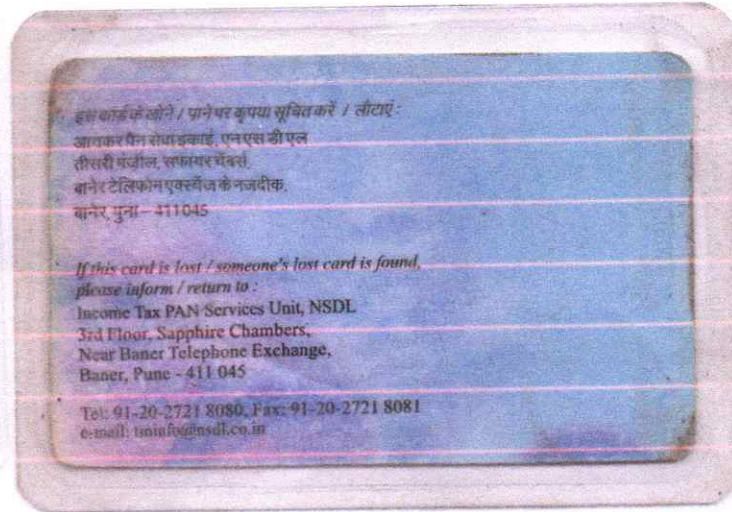 इस कार्ड के खोने / पाने पर कृपया सूचित करें / लौटाएं :
आयकर पैन सेवा इकाई, एन एस डी एल
तीसरी मंजील, सफायर चेंबर्स,
बानेर टेलिफोन एक्स्चेंज के नजदीक,
बानेर, पुना – 411045
If this card is lost / someone's lost card is found,
please inform / return to :
Income Tax PAN Services Unit, NSDL
3rd Floor, Sapphire Chambers,
Near Baner Telephone Exchange,
Baner, Pune - 411 045
Tel: 91-20-2721 8080, Fax: 91-20-2721 8081
e-mail: tininfo@nsdl.co.in